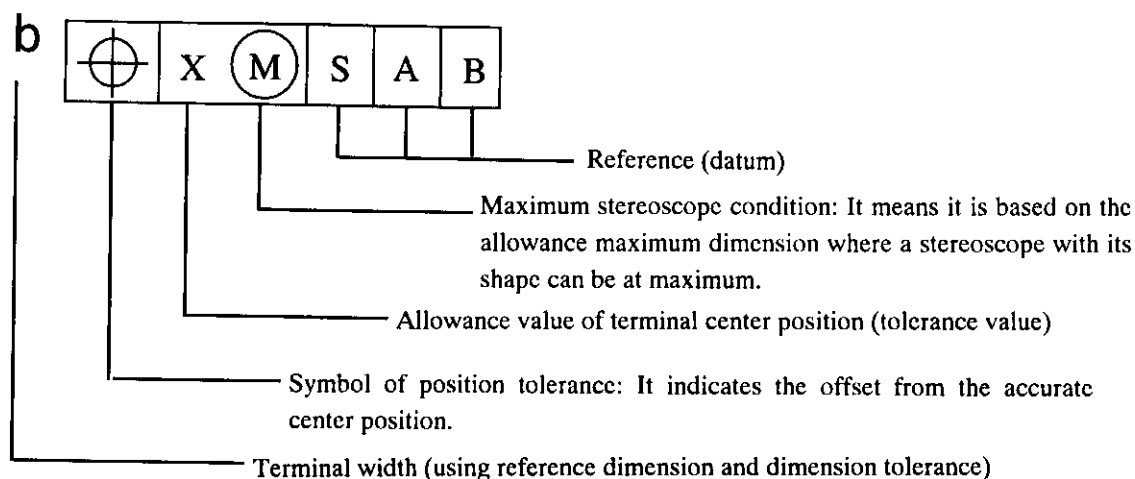 b
X M S A B
Reference (datum)
Maximum stereoscope condition: It means it is based on the
allowance maximum dimension where a stereoscope with its
shape can be at maximum.
Allowance value of terminal center position (tolerance value)
Symbol of position tolerance: It indicates the offset from the accurate
center position.
Terminal width (using reference dimension and dimension tolerance)